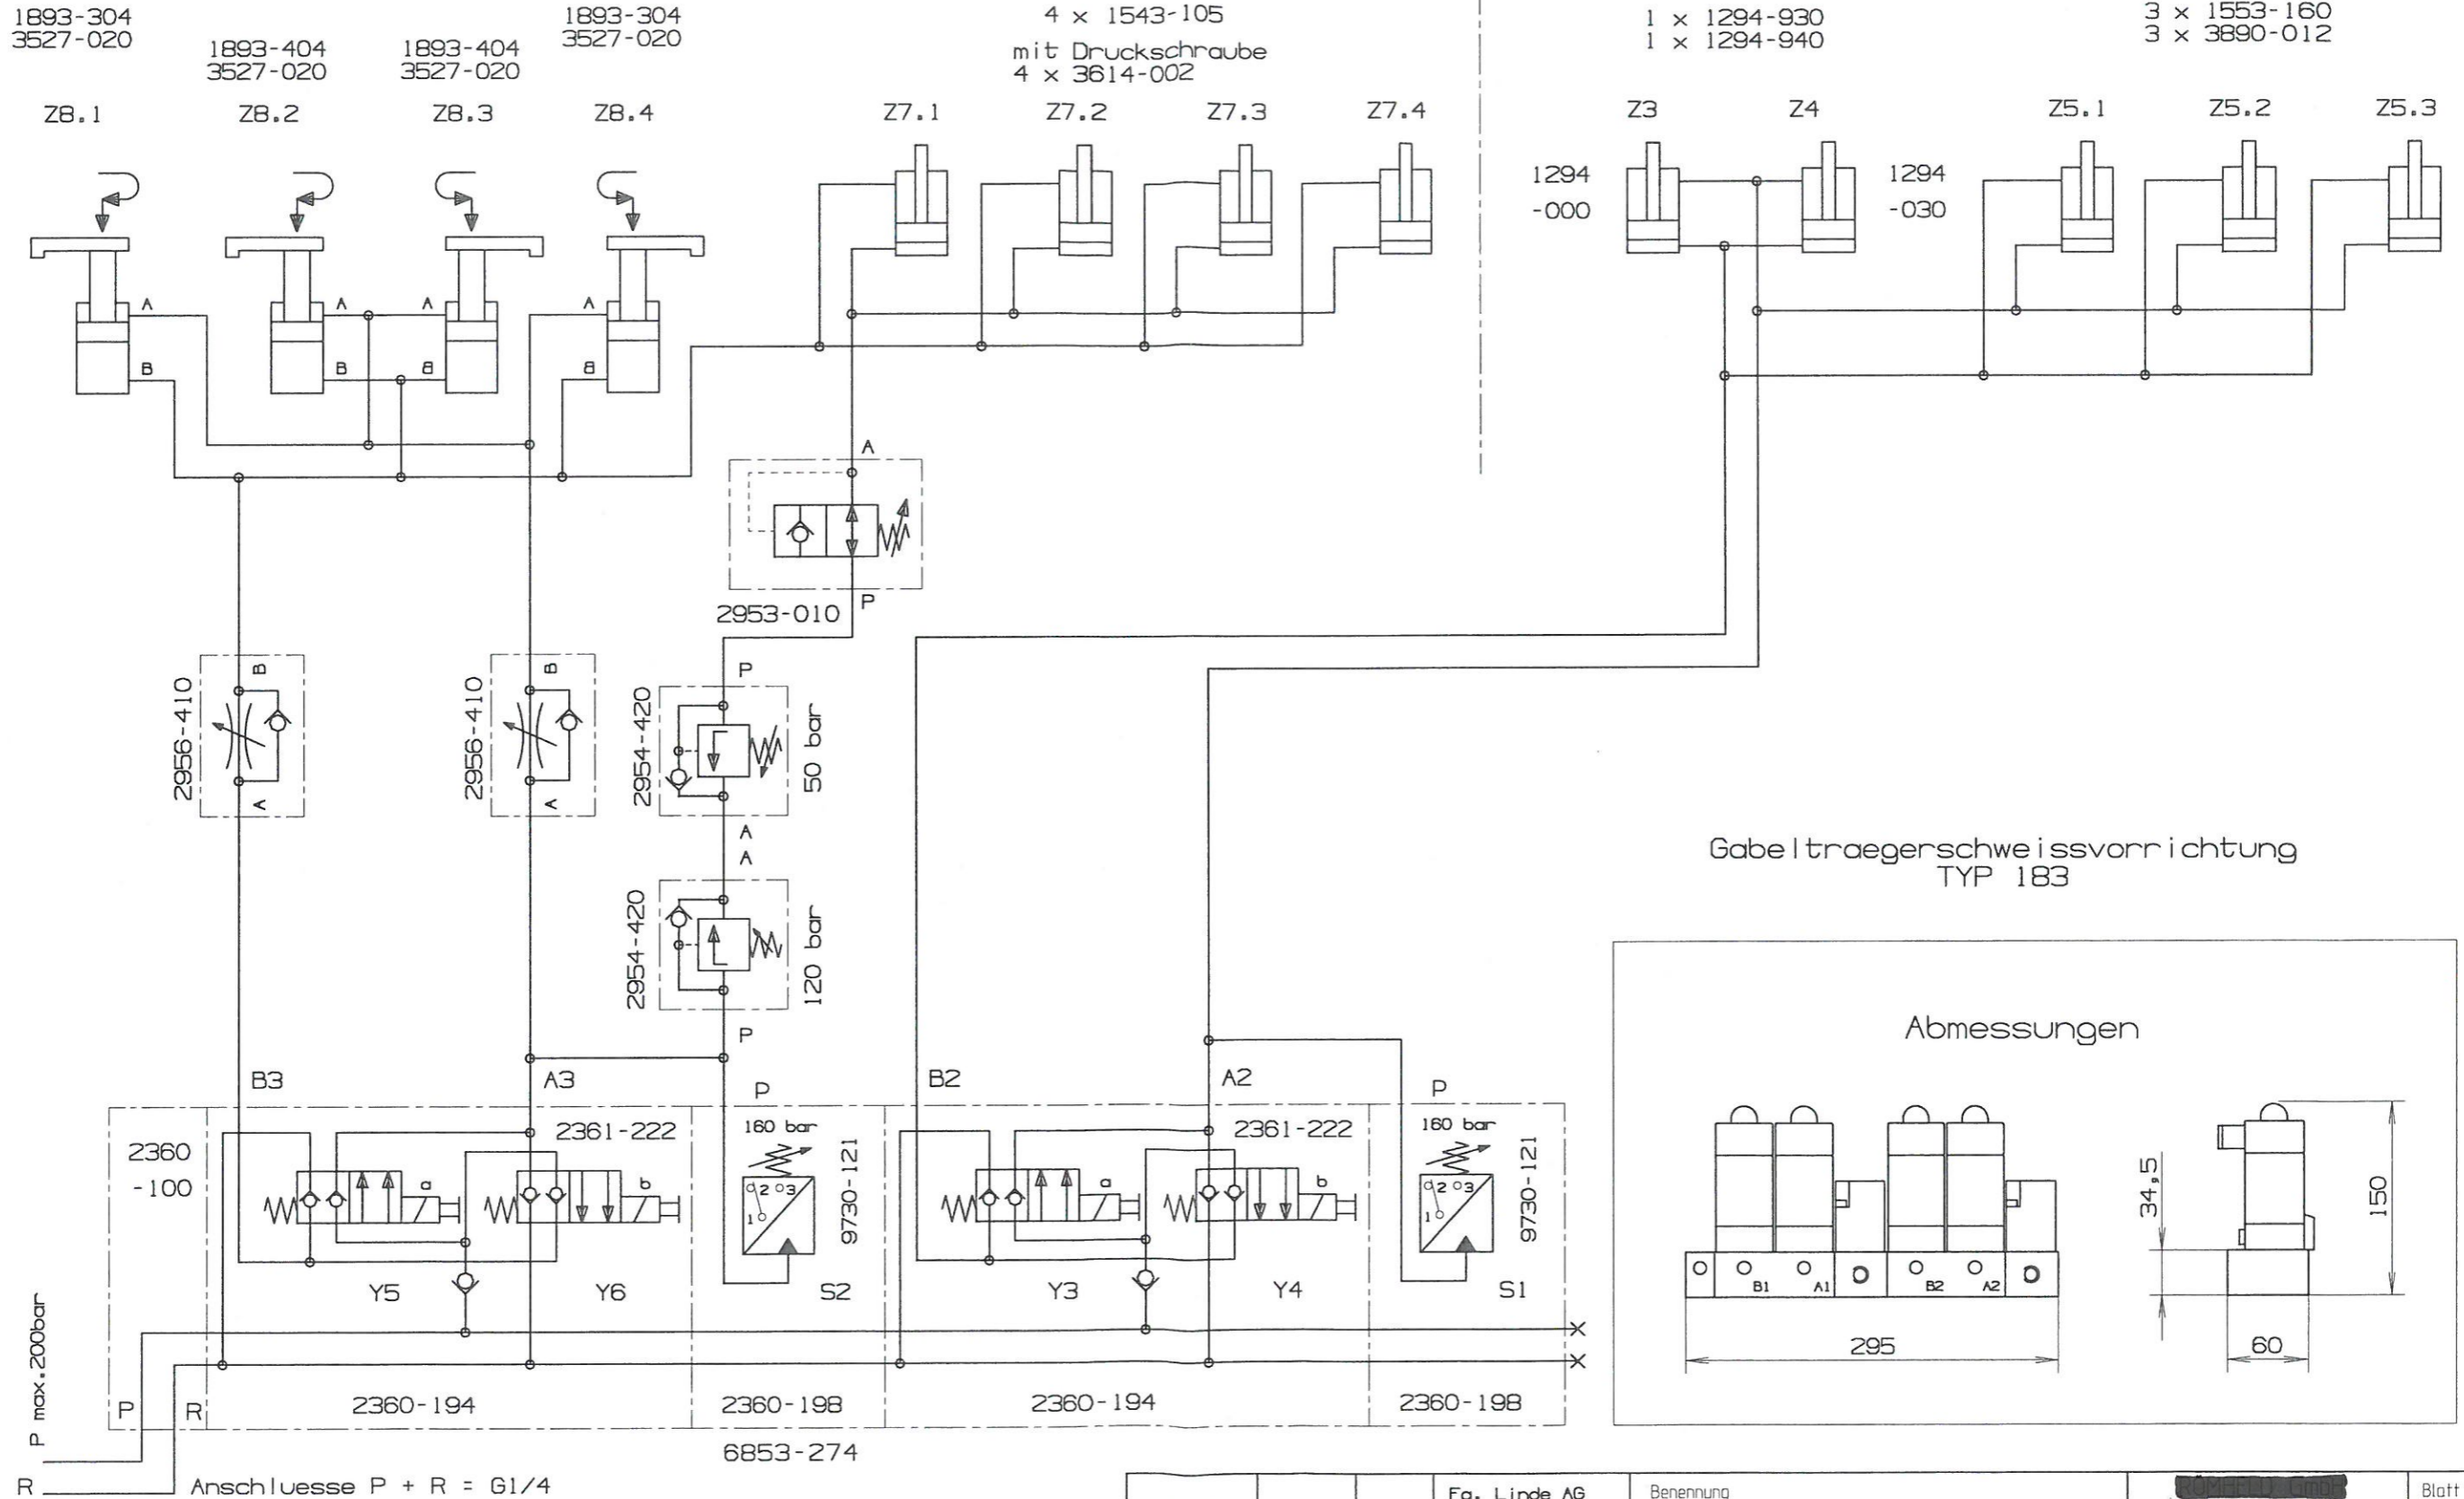 1893-304
3527-020
1893-404
3527-020
1893-404
3527-020
1893-304
3527-020
4 x 1543-105
mit Druckschraube
4 x 3614-002
1 x 1294-930
1 x 1294-940
3 x 1553-160
3 x 3890-012
Z8.1
Z8.2
Z8.3
Z8.4
Z7.1
Z7.2
Z7.3
Z7.4
Z3
Z4
Z5.1
Z5.2
Z5.3
1294
-000
1294
-030
A
A
A
A
B
B
B
B
A
P
2953-010
2956-410
B
A
2956-410
B
A
P
2954-420
50 bar
A
A
2954-420
120 bar
P
Gabeltraegerschweissvorrichtung
TYP 183
Abmessungen
B3
A3
P
B2
A2
P
2360
-100
2361-222
160 bar
9730-121
2361-222
160 bar
9730-121
a
b
2 3
1
a
b
2 3
1
Y5
Y6
S2
Y3
Y4
S1
B1
A1
B2
A2
295
34,5
150
60
P max.200bar
P
R
2360-194
2360-198
2360-194
2360-198
6853-274
R
Anschluesse P + R = G1/4
Fa. Linde AG
Benennung
Blatt